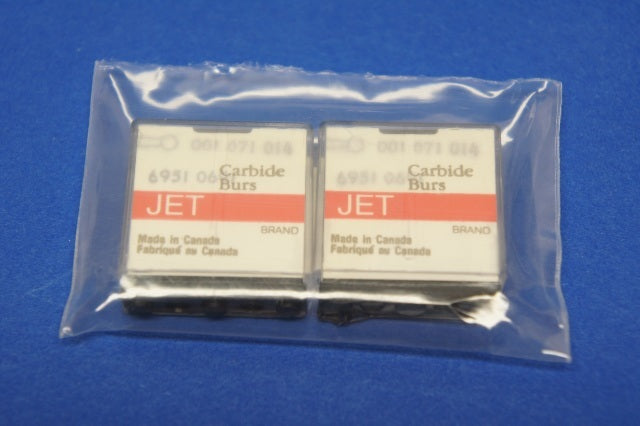 001 071 014
6951
Carbide
Burs
JET
BRAND
Made in Canada
Fabriqué au Canada
001 071 014
6951
Carbide
Burs
JET
BRAND
Made in Canada
Fabriqué au Canada